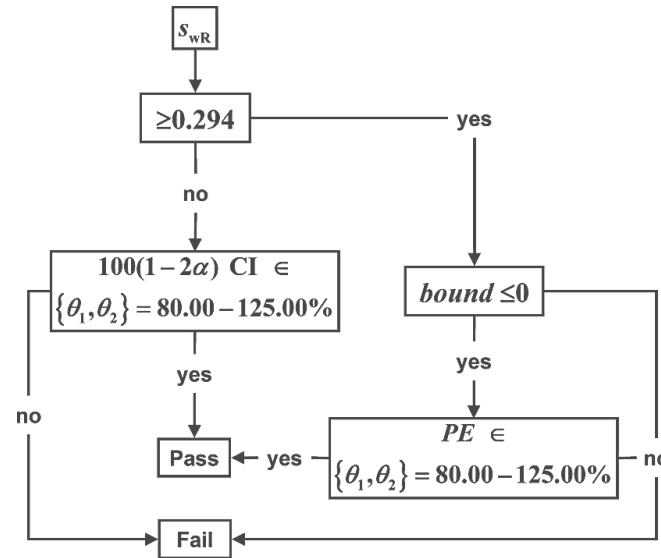 s_wR
≥0.294
yes
no
100(1−2α) CI ∈
{θ₁,θ₂} = 80.00−125.00%
bound ≤0
yes
yes
no
PE ∈
{θ₁,θ₂} = 80.00−125.00%
Pass
yes
Fail